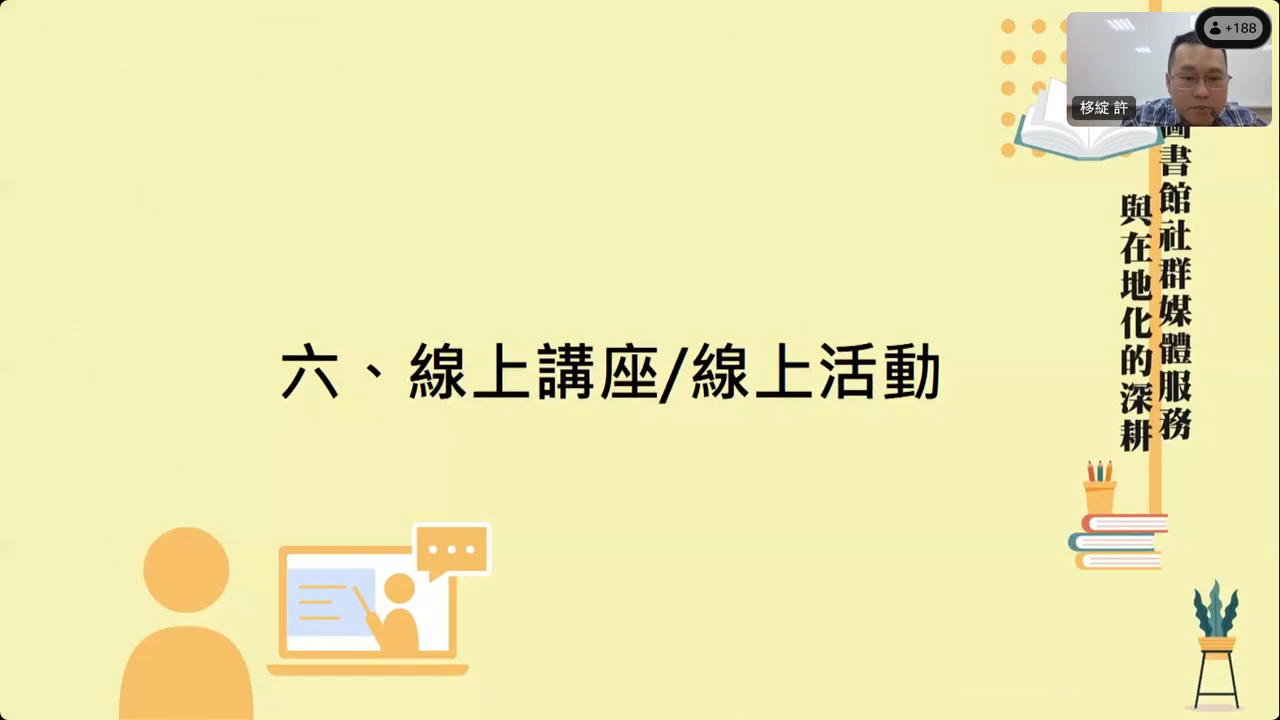 +188
移綻 許
圖書館社群媒體服務
與在地化的深耕
六、線上講座/線上活動